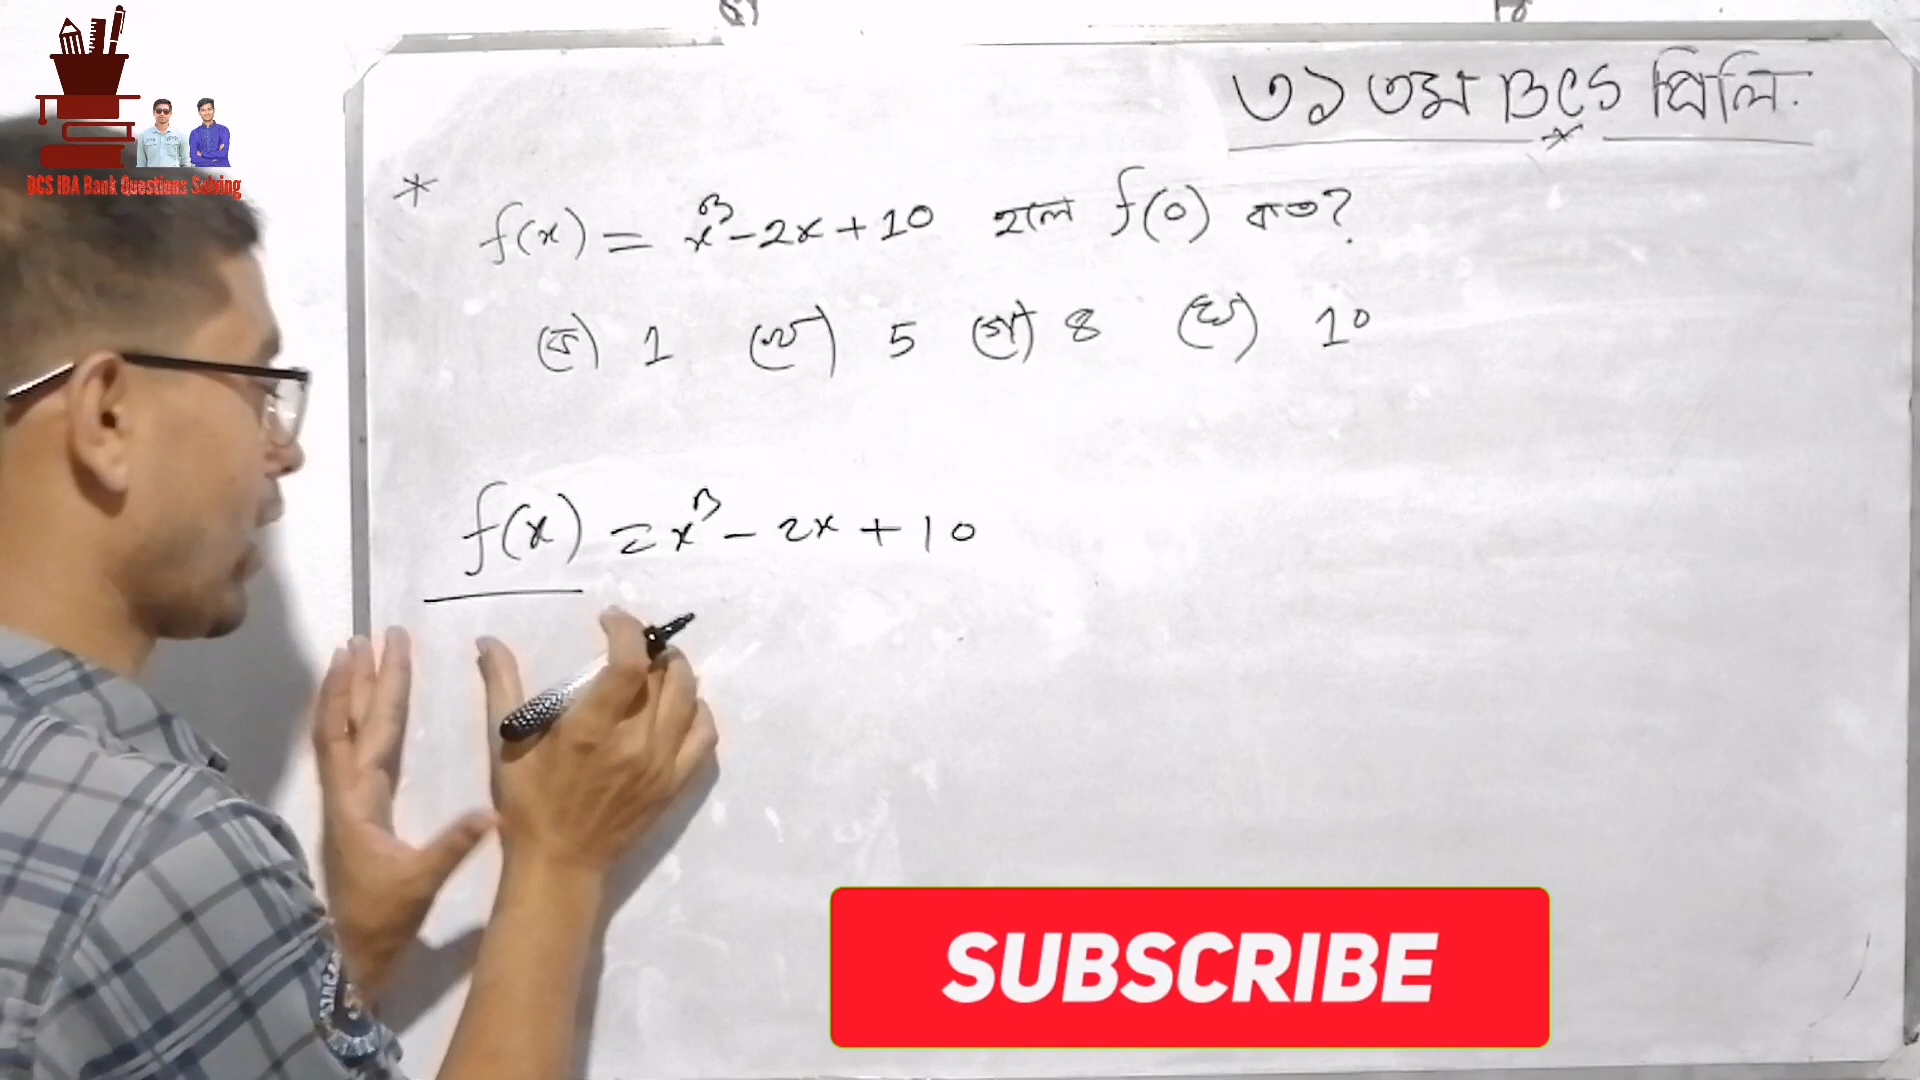 BCS IBA Bank Questions Solving
৩১ তম BCS প্রিলি.
* f(x) = x³-2x+10 হলে f(0) কত?
(ক) 1 (খ) 5 (গ) 8 (ঘ) 10
f(x) = x³ - 2x + 10
SUBSCRIBE